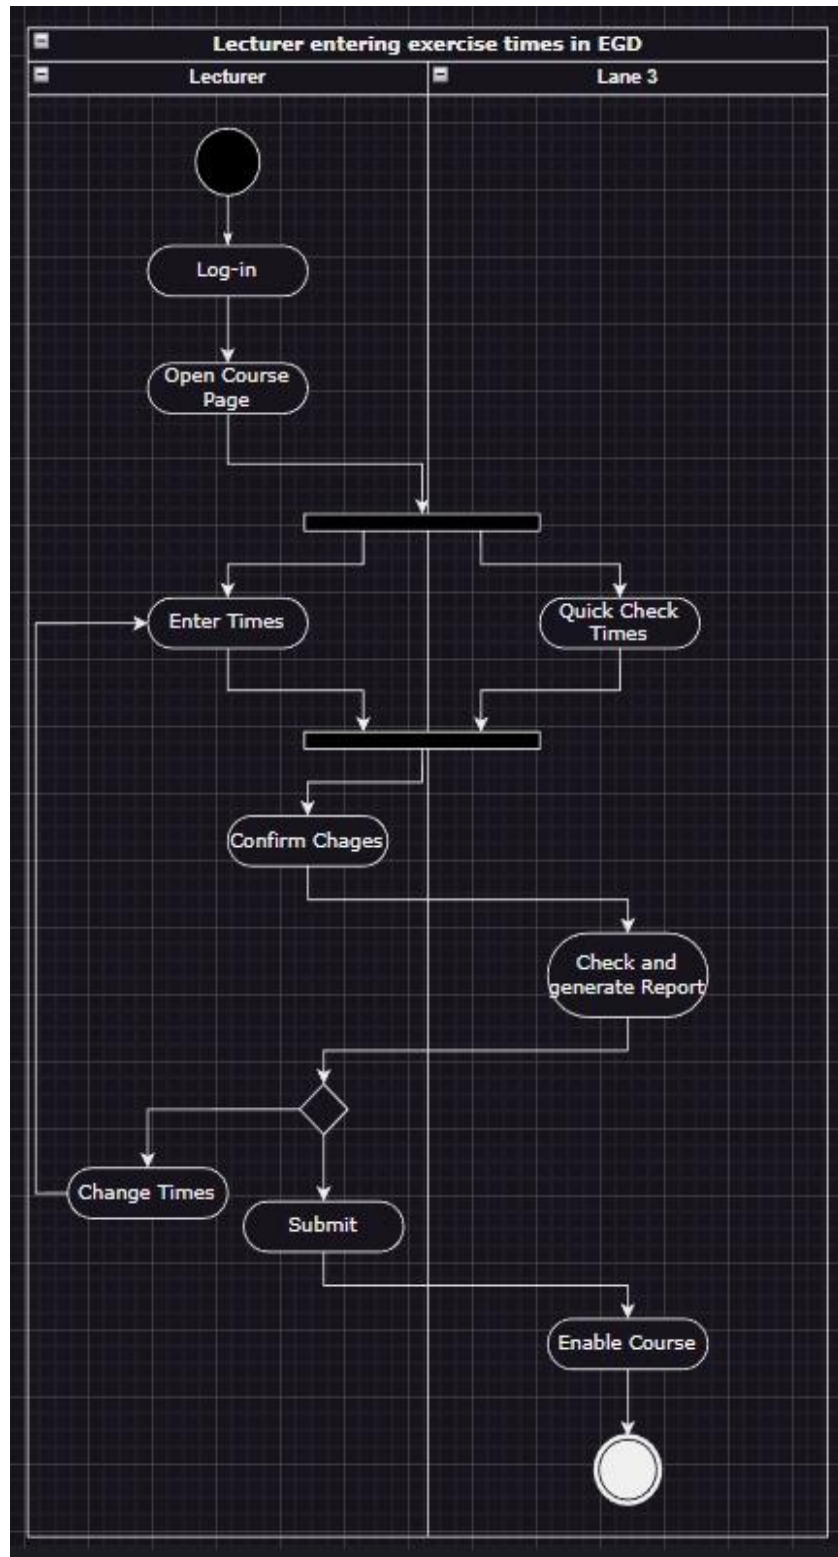 Lecturer entering exercise times in EGD
Lecturer
Lane 3
Log-in
Open Course
Page
Enter Times
Quick Check
Times
Confirm Chages
Check and
generate Report
Change Times
Submit
Enable Course